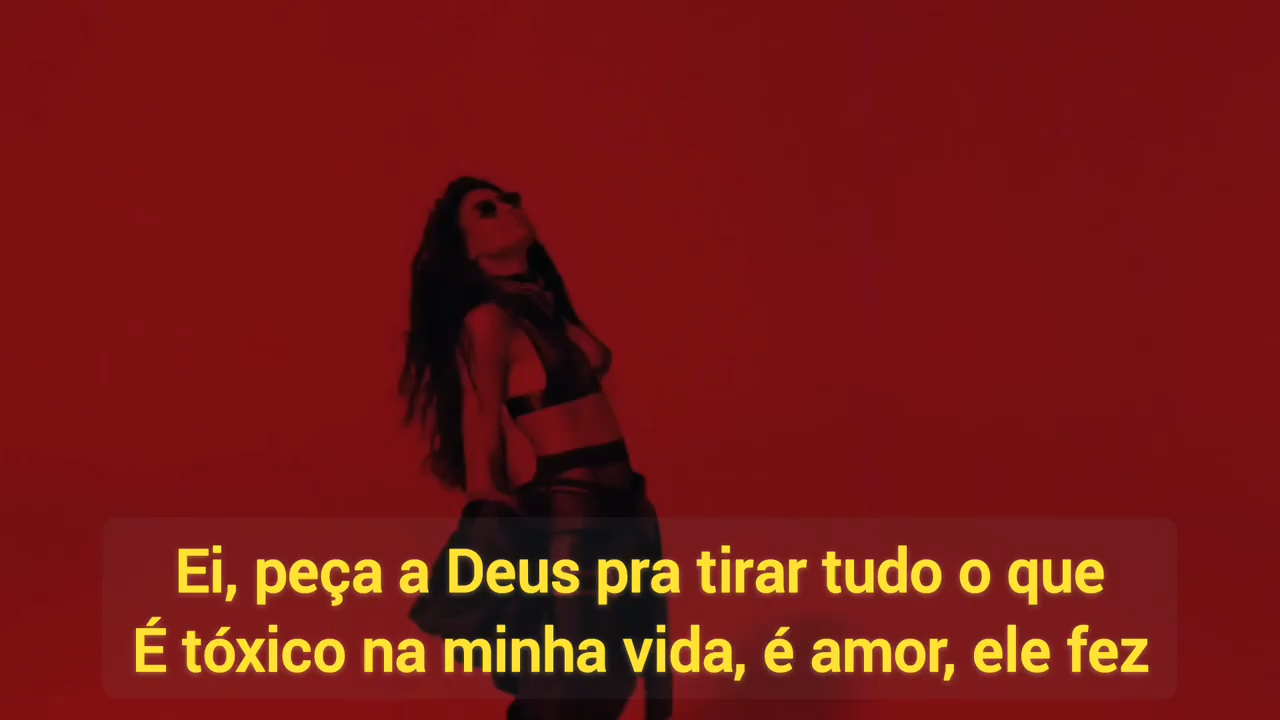 Ei, peça a Deus pra tirar tudo o que
É tóxico na minha vida, é amor, ele fez